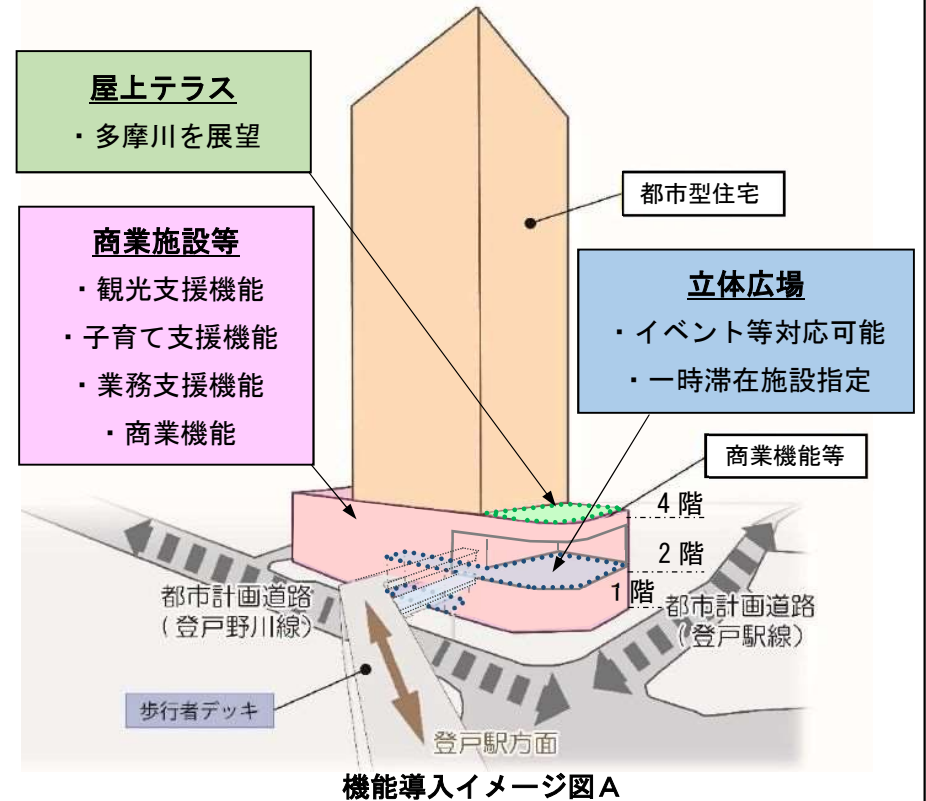 屋上テラス
・多摩川を展望
都市型住宅
商業施設等
・観光支援機能
・子育て支援機能
・業務支援機能
・商業機能
立体広場
・イベント等対応可能
・一時滞在施設指定
商業機能等
4階
2階
1階
都市計画道路
(登戸野川線)
都市計画道路
(登戸駅線)
歩行者デッキ
登戸駅方面
機能導入イメージ図A